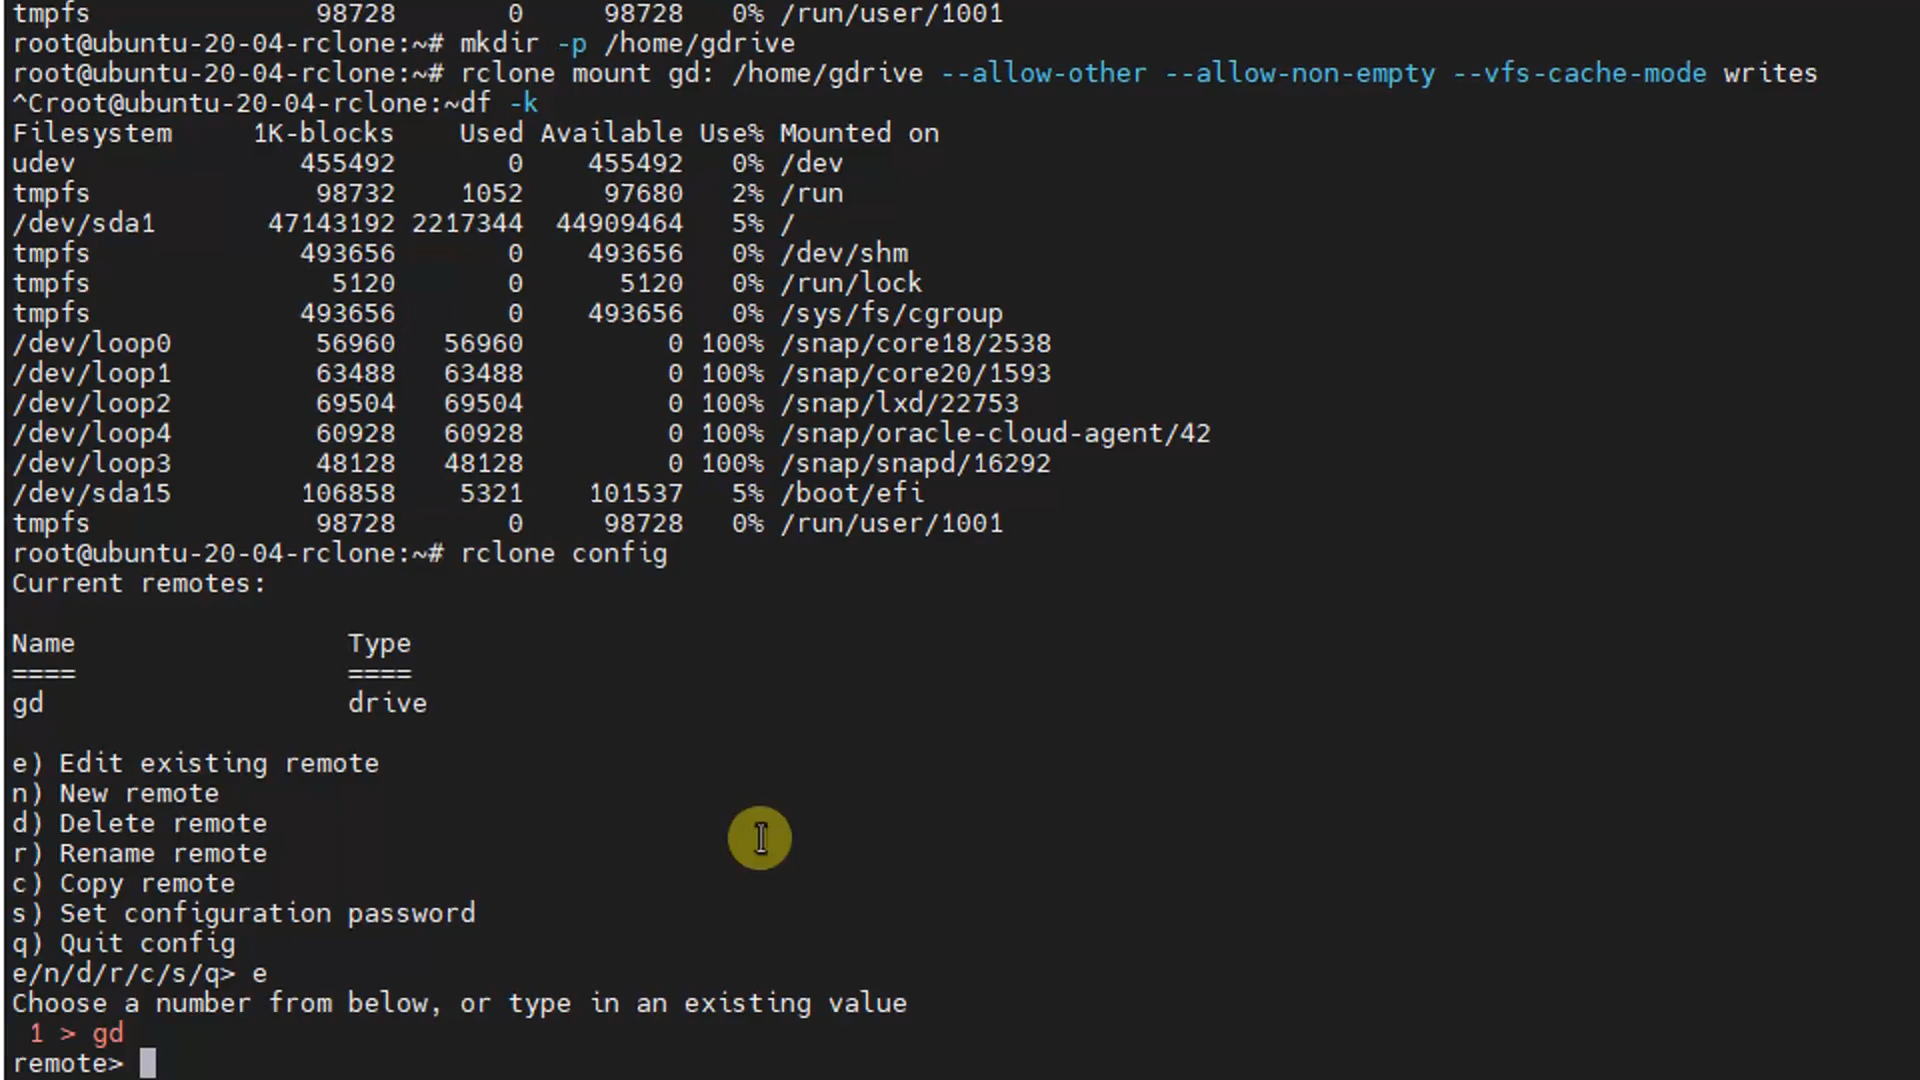 tmpfs 98728 0 98728 0% /run/user/1001
root@ubuntu-20-04-rclone:~# mkdir -p /home/gdrive
root@ubuntu-20-04-rclone:~# rclone mount gd: /home/gdrive --allow-other --allow-non-empty --vfs-cache-mode writes
^Croot@ubuntu-20-04-rclone:~df -k
Filesystem 1K-blocks Used Available Use% Mounted on
udev 455492 0 455492 0% /dev
tmpfs 98732 1052 97680 2% /run
/dev/sda1 47143192 2217344 44909464 5% /
tmpfs 493656 0 493656 0% /dev/shm
tmpfs 5120 0 5120 0% /run/lock
tmpfs 493656 0 493656 0% /sys/fs/cgroup
/dev/loop0 56960 56960 0 100% /snap/core18/2538
/dev/loop1 63488 63488 0 100% /snap/core20/1593
/dev/loop2 69504 69504 0 100% /snap/lxd/22753
/dev/loop4 60928 60928 0 100% /snap/oracle-cloud-agent/42
/dev/loop3 48128 48128 0 100% /snap/snapd/16292
/dev/sda15 106858 5321 101537 5% /boot/efi
tmpfs 98728 0 98728 0% /run/user/1001
root@ubuntu-20-04-rclone:~# rclone config
Current remotes:
Name Type
==== ====
gd drive
e) Edit existing remote
n) New remote
d) Delete remote
r) Rename remote
c) Copy remote
s) Set configuration password
q) Quit config
e/n/d/r/c/s/q> e
Choose a number from below, or type in an existing value
1 > gd
remote>